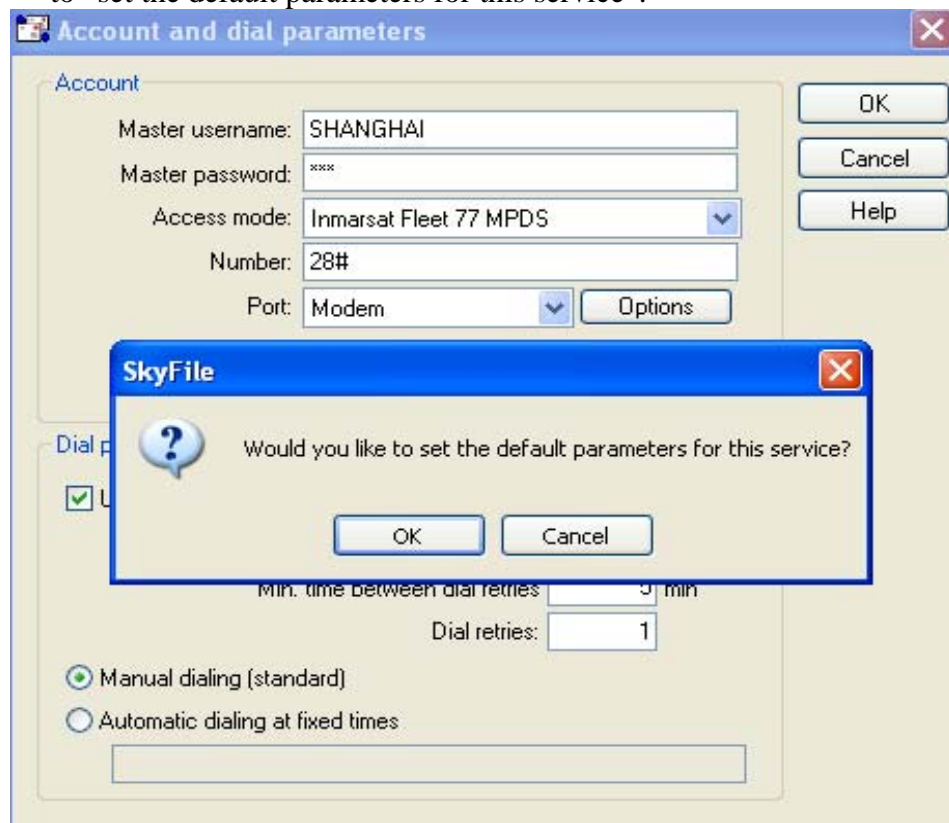 to "set the default parameters for this service".
Account and dial parameters
Account
Master username: SHANGHAI
Master password: ***
Access mode: Inmarsat Fleet 77 MPDS
Number: 28#
Port: Modem Options
OK
Cancel
Help
SkyFile
Would you like to set the default parameters for this service?
OK Cancel
Dial
Min. time between dial retries min
Dial retries: 1
Manual dialing (standard)
Automatic dialing at fixed times